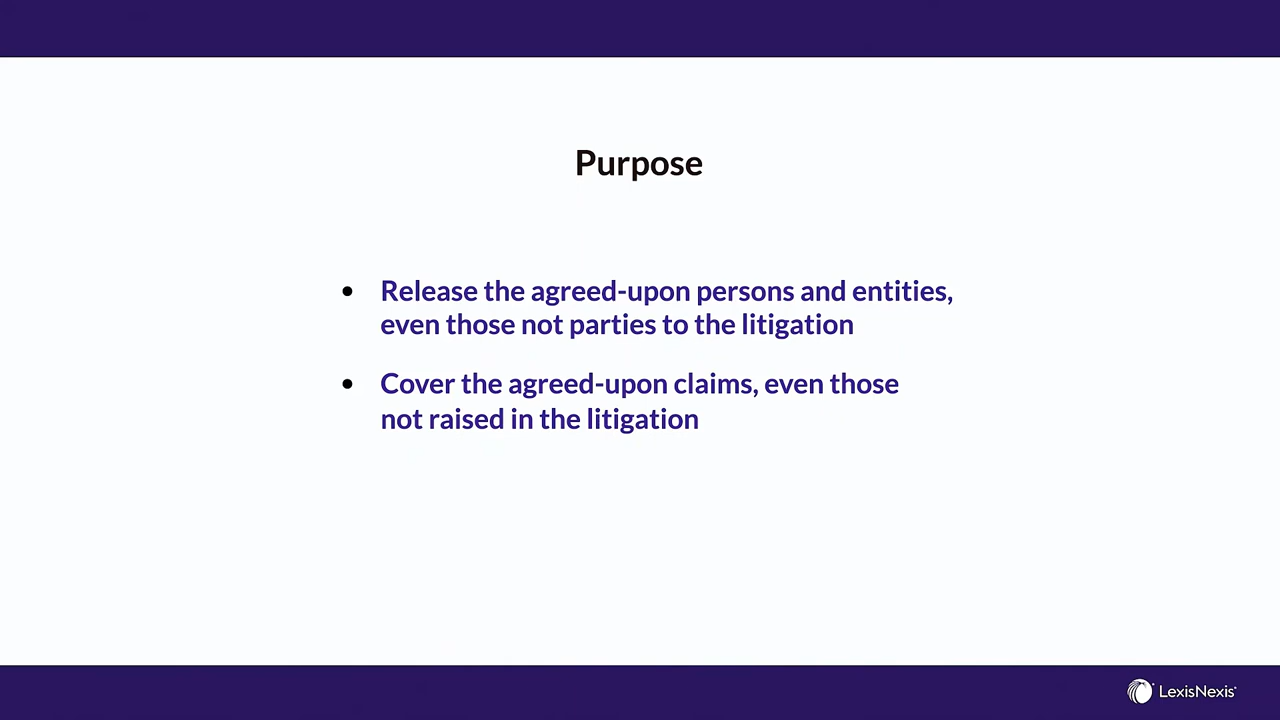 Purpose
• Release the agreed-upon persons and entities,
even those not parties to the litigation
• Cover the agreed-upon claims, even those
not raised in the litigation
LexisNexis